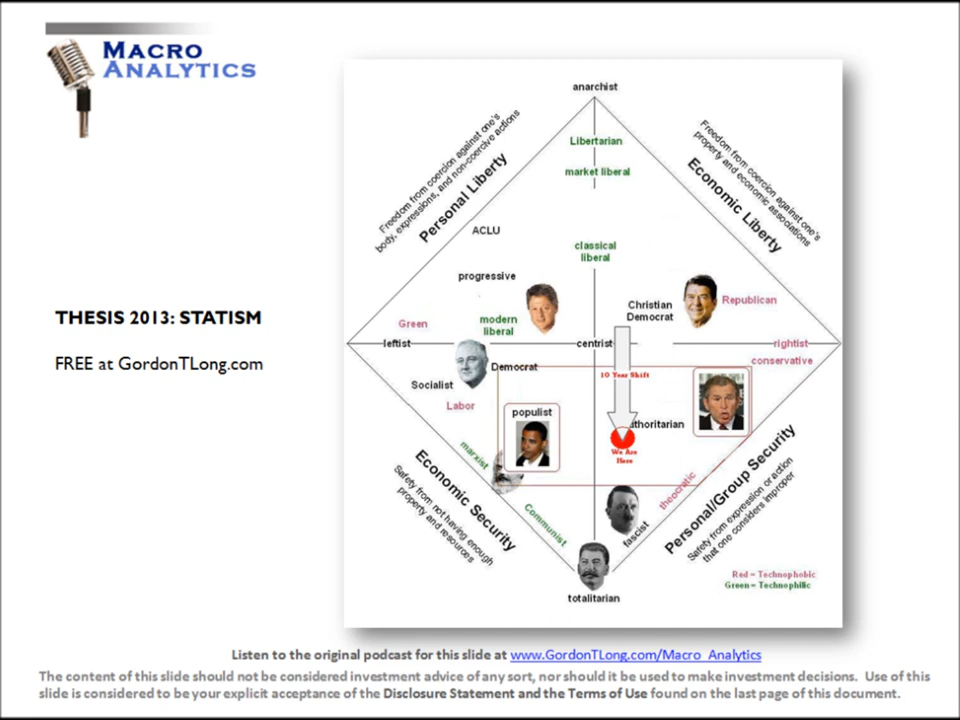 MACRO
ANALYTICS
anarchist
Freedom from coercion against one's
body, expressions, and non-coercive actions
Personal Liberty
Freedom from coercion against one's
property and economic associations
Economic Liberty
Libertarian
market liberal
ACLU
classical
liberal
progressive
Christian
Democrat
Republican
THESIS 2013: STATISM
FREE at GordonTLong.com
Green
modern
liberal
leftist
centrist
rightist
conservative
Democrat
10 Year Shift
Socialist
Labor
populist
uthoritarian
We Are
Here
marxist
theocratic
Economic Security
Safety from not having enough
property and resources
Communist
fascist
Personal/Group Security
Safety from expression or action
that one considers improper
totalitarian
Red = Technophobic
Green = Technophilic
Listen to the original podcast for this slide at www.GordonTLong.com/Macro_Analytics
The content of this slide should not be considered investment advice of any sort, nor should it be used to make investment decisions. Use of this
slide is considered to be your explicit acceptance of the Disclosure Statement and the Terms of Use found on the last page of this document.